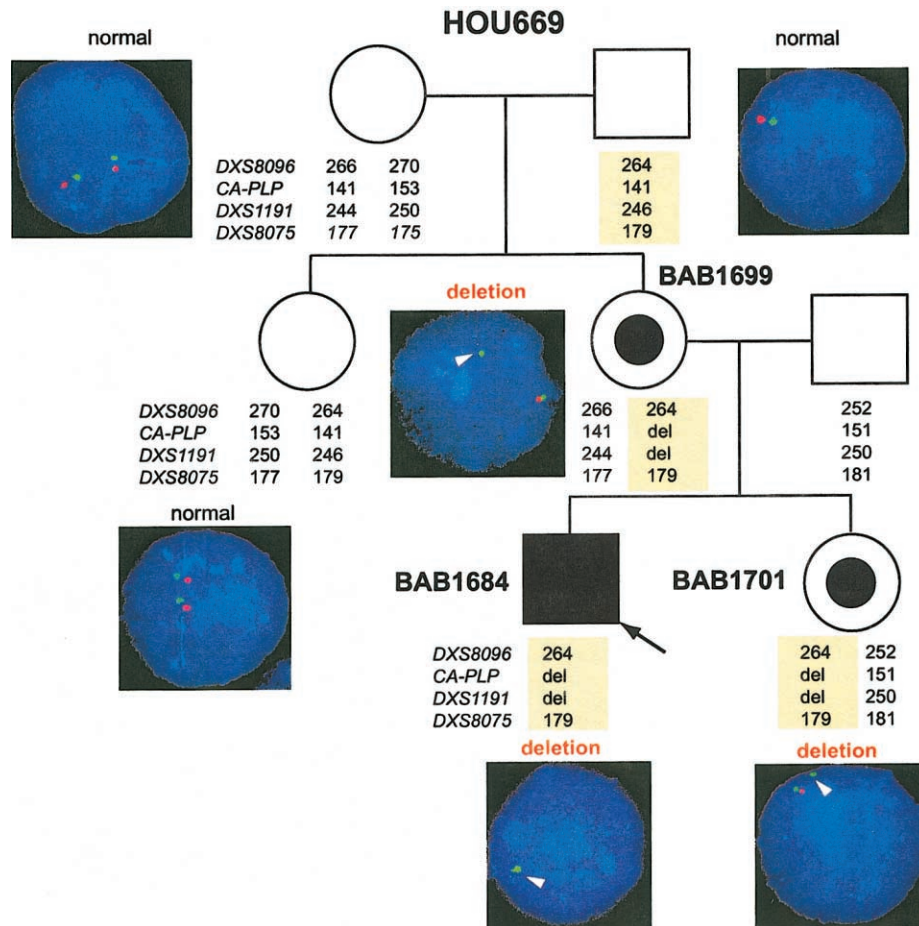 HOU669
normal
normal
DXS8096 266 270
CA-PLP 141 153
DXS1191 244 250
DXS8075 177 175
264
141
246
179
BAB1699
deletion
DXS8096 270 264
CA-PLP 153 141
DXS1191 250 246
DXS8075 177 179
266 264
141 del
244 del
177 179
252
151
250
181
normal
BAB1684
BAB1701
DXS8096 264
CA-PLP del
DXS1191 del
DXS8075 179
264 252
del 151
del 250
179 181
deletion
deletion